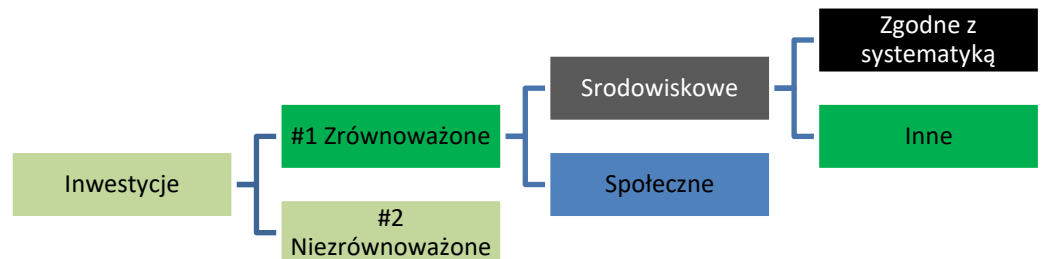 Inwestycje
#1 Zrównoważone
#2
Niezrównoważone
Srodowiskowe
Społeczne
Zgodne z
systematyką
Inne